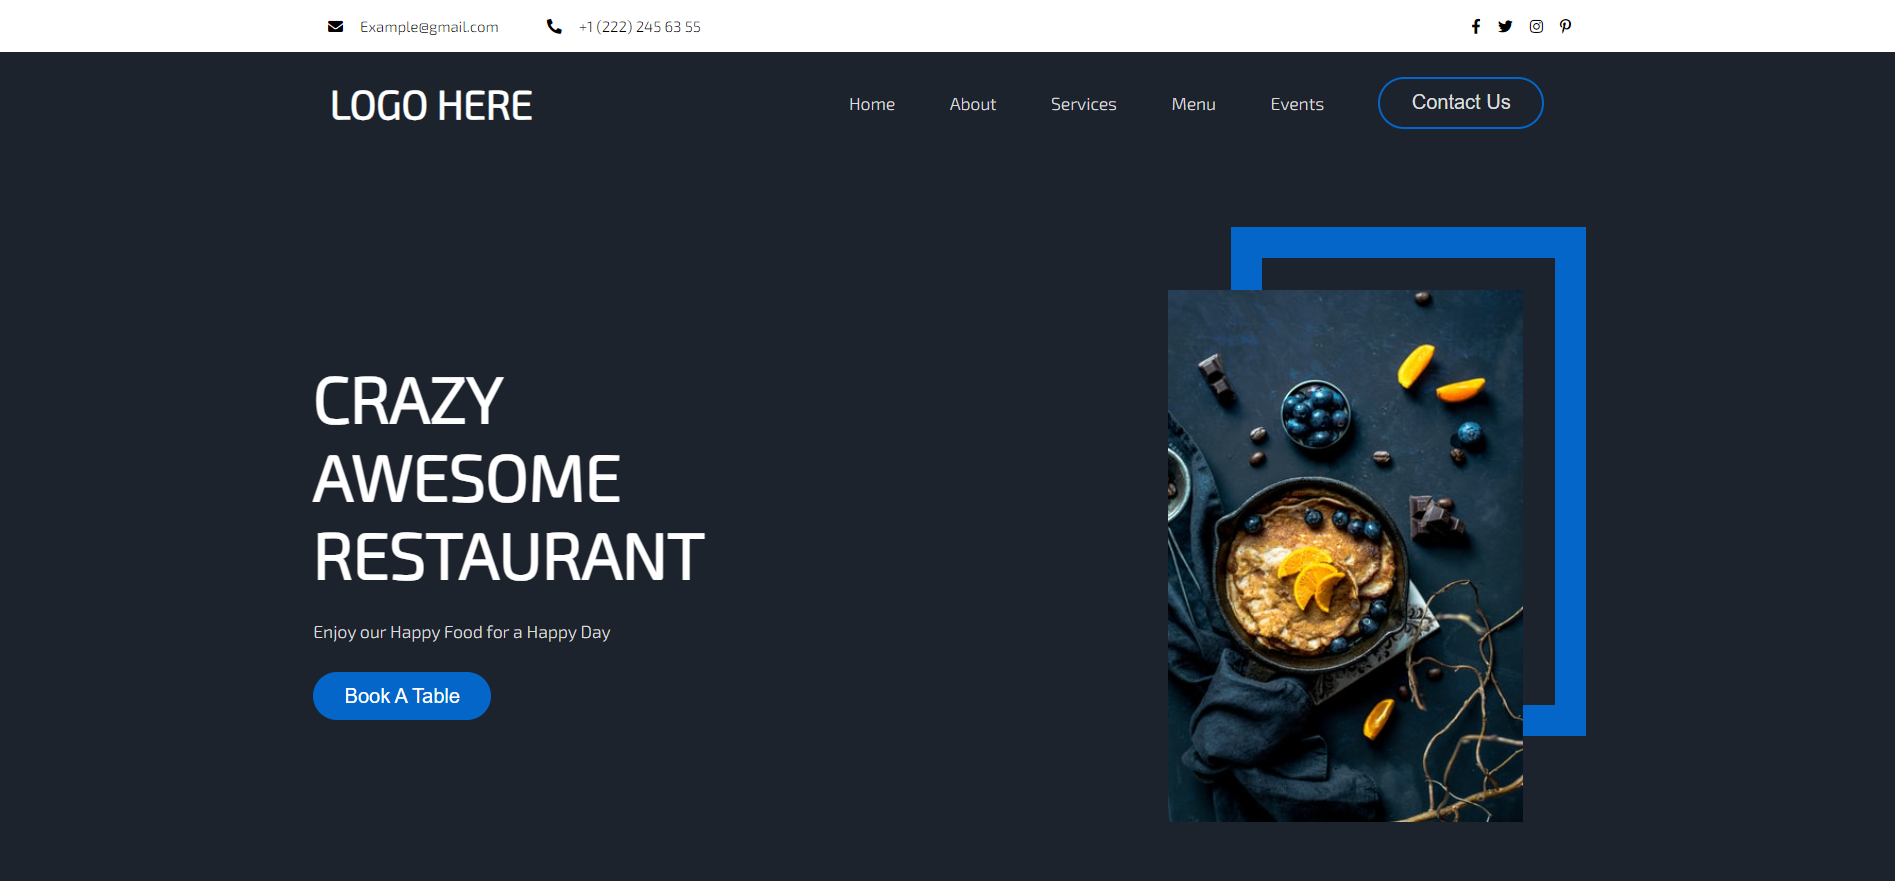 Example@gmail.com +1 (222) 245 63 55
LOGO HERE Home About Services Menu Events Contact Us
CRAZY
AWESOME
RESTAURANT
Enjoy our Happy Food for a Happy Day
Book A Table